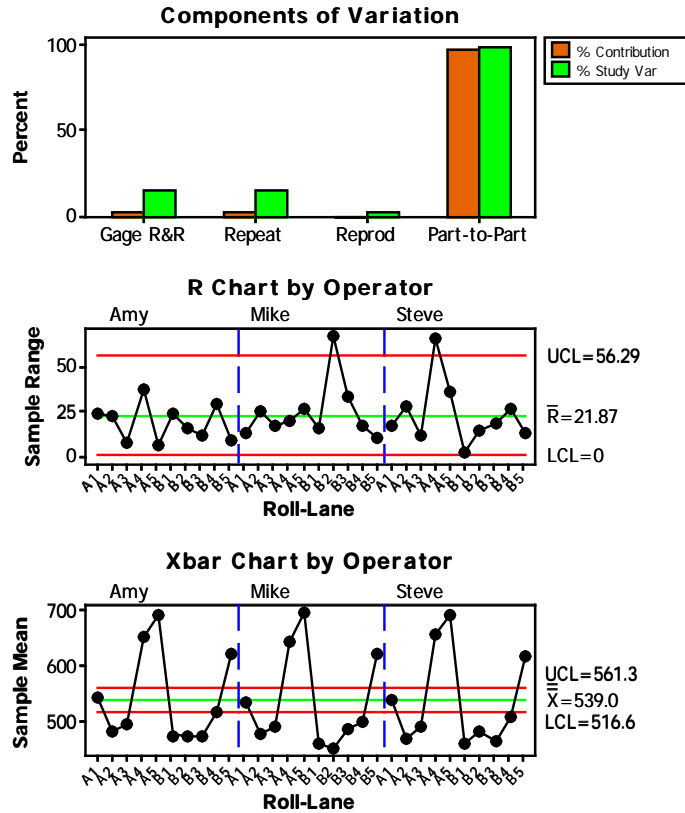 Components of Variation
100
50
0
Percent
% Contribution
% Study Var
Gage R&R Repeat Reprod Part-to-Part
R Chart by Operator
Amy Mike Steve
50
25
0
Sample Range
UCL=56.29
R=21.87
LCL=0
A1 A2 A3 A4 A5 B1 B2 B3 B4 B5 A1 A2 A3 A4 A5 B1 B2 B3 B4 B5 A1 A2 A3 A4 A5 B1 B2 B3 B4 B5
Roll-Lane
Xbar Chart by Operator
Amy Mike Steve
700
600
500
Sample Mean
UCL=561.3
X=539.0
LCL=516.6
A1 A2 A3 A4 A5 B1 B2 B3 B4 B5 A1 A2 A3 A4 A5 B1 B2 B3 B4 B5 A1 A2 A3 A4 A5 B1 B2 B3 B4 B5
Roll-Lane